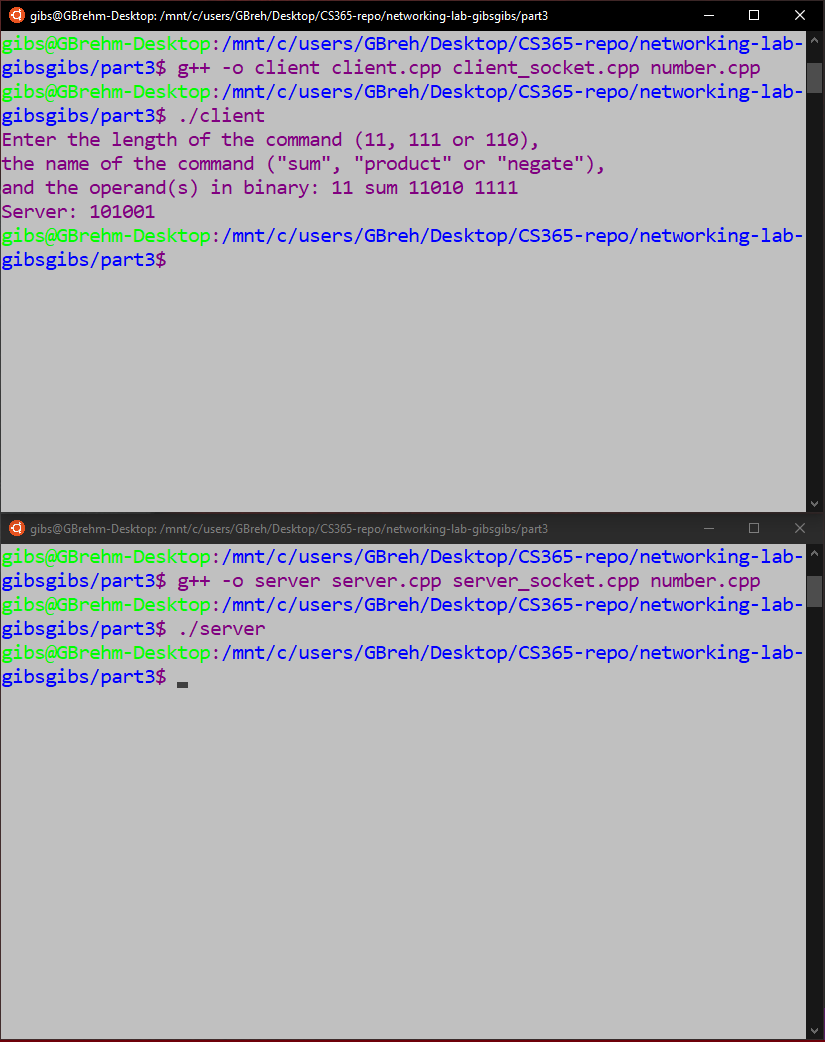 gibs@GBrehm-Desktop: /mnt/c/users/GBreh/Desktop/CS365-repo/networking-lab-gibsgibs/part3
gibs@GBrehm-Desktop:/mnt/c/users/GBreh/Desktop/CS365-repo/networking-lab-
gibsgibs/part3$ g++ -o client client.cpp client_socket.cpp number.cpp
gibs@GBrehm-Desktop:/mnt/c/users/GBreh/Desktop/CS365-repo/networking-lab-
gibsgibs/part3$ ./client
Enter the length of the command (11, 111 or 110),
the name of the command ("sum", "product" or "negate"),
and the operand(s) in binary: 11 sum 11010 1111
Server: 101001
gibs@GBrehm-Desktop:/mnt/c/users/GBreh/Desktop/CS365-repo/networking-lab-
gibsgibs/part3$
gibs@GBrehm-Desktop: /mnt/c/users/GBreh/Desktop/CS365-repo/networking-lab-gibsgibs/part3
gibs@GBrehm-Desktop:/mnt/c/users/GBreh/Desktop/CS365-repo/networking-lab-
gibsgibs/part3$ g++ -o server server.cpp server_socket.cpp number.cpp
gibs@GBrehm-Desktop:/mnt/c/users/GBreh/Desktop/CS365-repo/networking-lab-
gibsgibs/part3$ ./server
gibs@GBrehm-Desktop:/mnt/c/users/GBreh/Desktop/CS365-repo/networking-lab-
gibsgibs/part3$